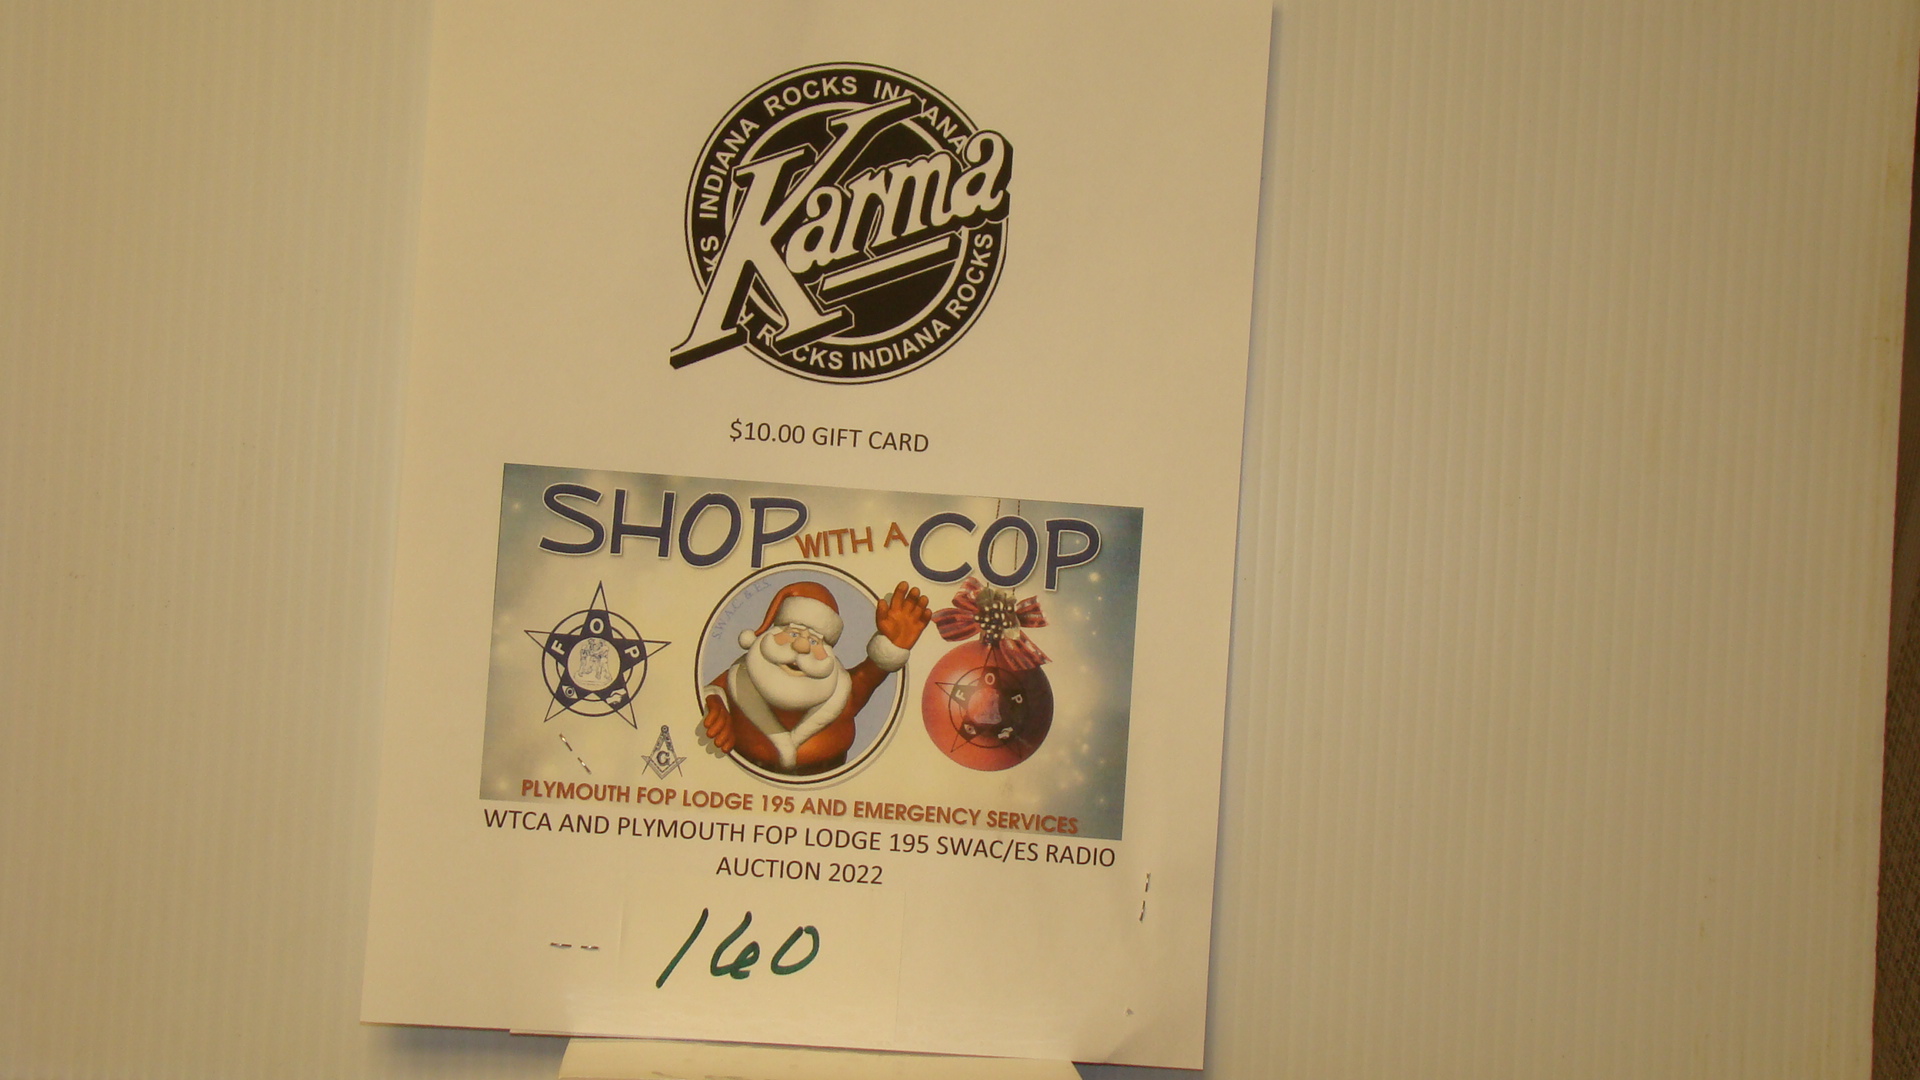 INDIANA ROCKS INDIANA ROCKS INDIANA ROCKS
Karma
$10.00 GIFT CARD
SHOP WITH A COP
S.W.A.C. & E.S.
F O P
F O P
G
PLYMOUTH FOP LODGE 195 AND EMERGENCY SERVICES
WTCA AND PLYMOUTH FOP LODGE 195 SWAC/ES RADIO
AUCTION 2022
160